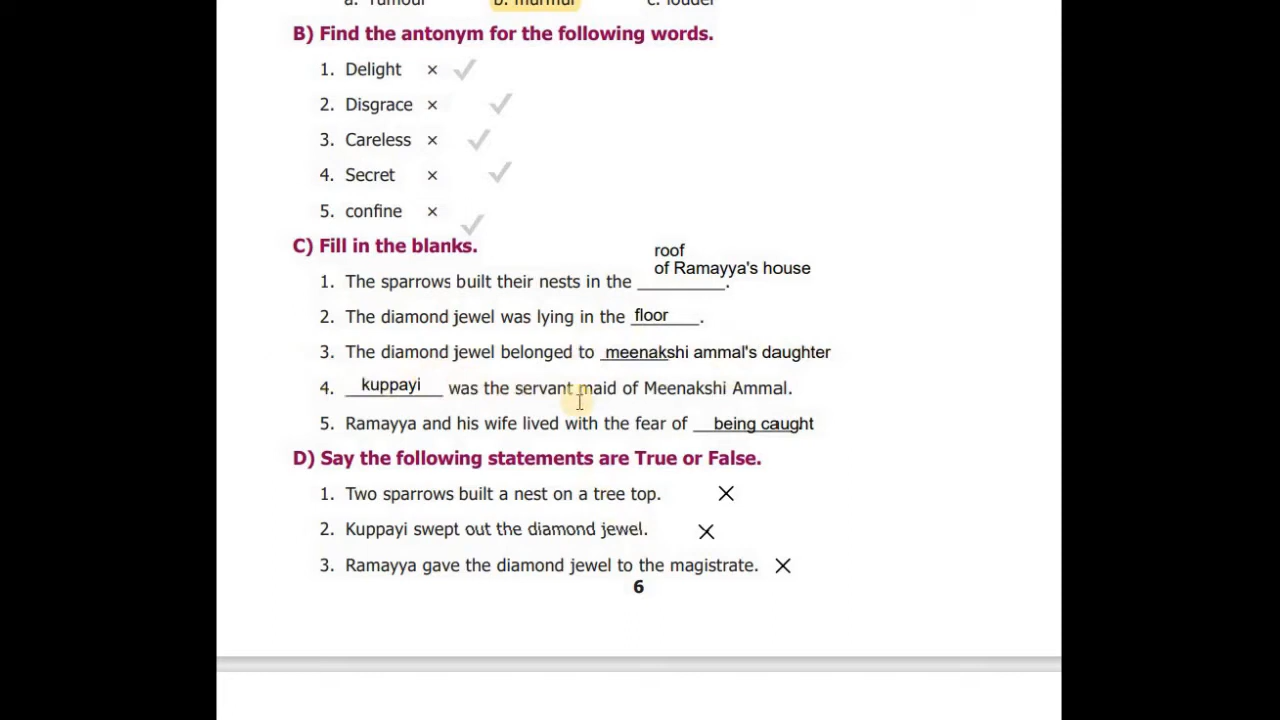 a. rumour b. murmur c. louder
B) Find the antonym for the following words.
1. Delight × ✓
2. Disgrace × ✓
3. Careless × ✓
4. Secret × ✓
5. confine × ✓
C) Fill in the blanks.
roof
of Ramayya's house
1. The sparrows built their nests in the __________.
2. The diamond jewel was lying in the floor.
3. The diamond jewel belonged to meenakshi ammal's daughter
4. kuppayi was the servant maid of Meenakshi Ammal.
5. Ramayya and his wife lived with the fear of being caught.
D) Say the following statements are True or False.
1. Two sparrows built a nest on a tree top. ×
2. Kuppayi swept out the diamond jewel. ×
3. Ramayya gave the diamond jewel to the magistrate. ×
6